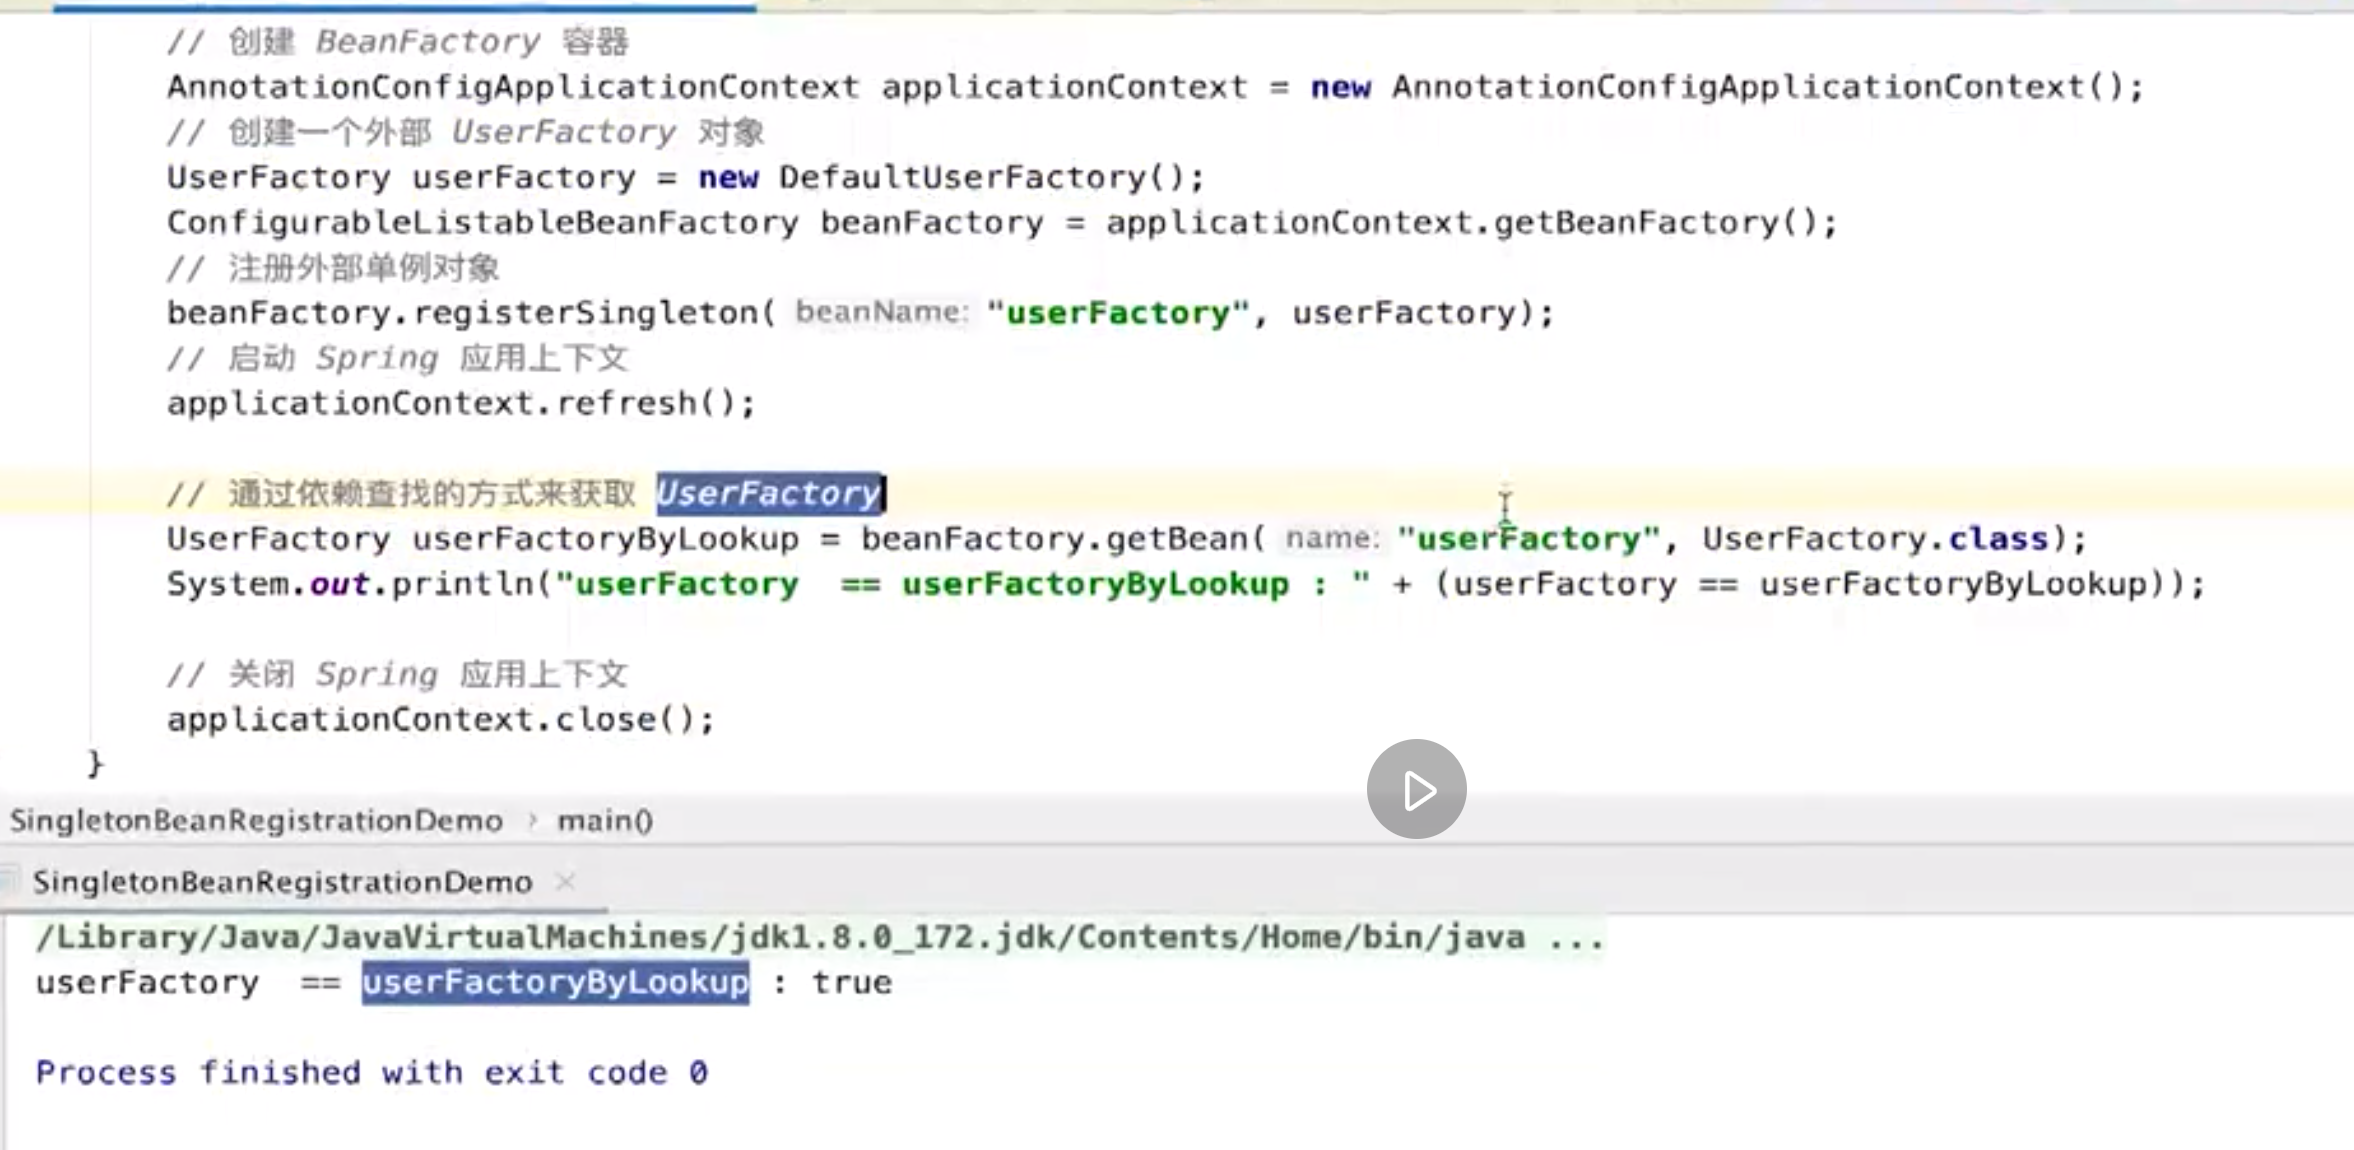 // 创建 BeanFactory 容器
AnnotationConfigApplicationContext applicationContext = new AnnotationConfigApplicationContext();
// 创建一个外部 UserFactory 对象
UserFactory userFactory = new DefaultUserFactory();
ConfigurableListableBeanFactory beanFactory = applicationContext.getBeanFactory();
// 注册外部单例对象
beanFactory.registerSingleton( beanName: "userFactory", userFactory);
// 启动 Spring 应用上下文
applicationContext.refresh();
// 通过依赖查找的方式来获取 UserFactory
UserFactory userFactoryByLookup = beanFactory.getBean( name: "userFactory", UserFactory.class);
System.out.println("userFactory  == userFactoryByLookup : " + (userFactory == userFactoryByLookup));
// 关闭 Spring 应用上下文
applicationContext.close();
}
SingletonBeanRegistrationDemo › main()
SingletonBeanRegistrationDemo ×
/Library/Java/JavaVirtualMachines/jdk1.8.0_172.jdk/Contents/Home/bin/java ...
userFactory  == userFactoryByLookup : true
Process finished with exit code 0